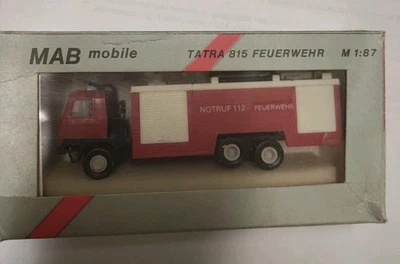 MAB mobile TATRA 815 FEUERWEHR M 1:87
NOTRUF 112 FEUERWEHR